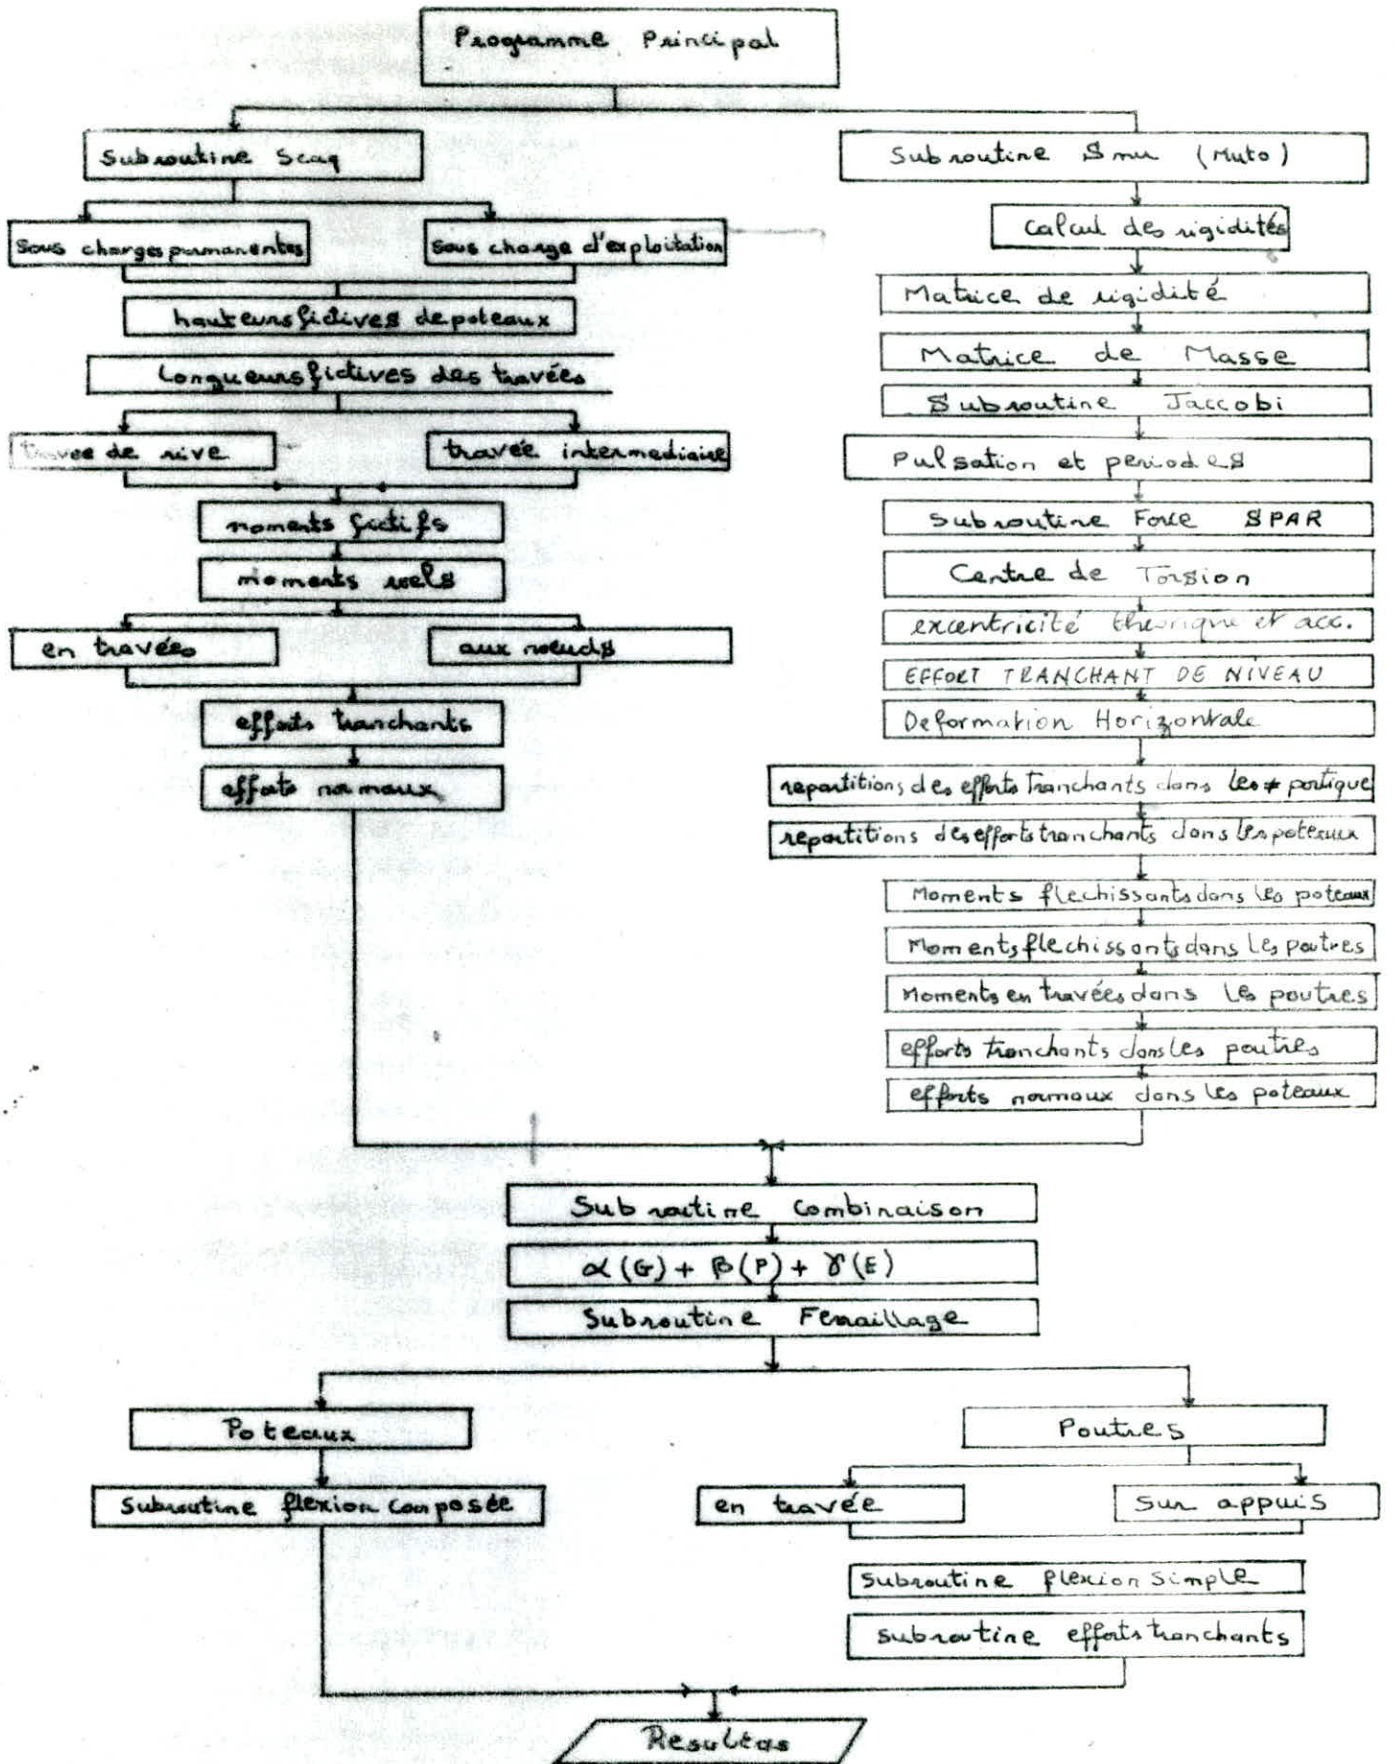 Programme Principal
Subroutine Scaq
Sous charges permanentes
Sous charge d'exploitation
hauteurs fictives de poteaux
Longueurs fictives des travées
travee de rive
travée intermediaire
moments fictifs
moments reels
en travées
aux nœuds
efforts tranchants
efforts normaux
Subroutine Smu (Muto)
Calcul des rigidités
Matrice de rigidité
Matrice de Masse
Subroutine Jaccobi
Pulsation et periodes
Subroutine Force SPAR
Centre de Torsion
excentricité theorique et acc.
EFFORT TRANCHANT DE NIVEAU
Deformation Horizontale
repartitions des efforts tranchants dans les ≠ portique
repartitions des efforts tranchants dans les poteaux
Moments flechissants dans les poteaux
Moments flechissants dans les poutres
Moments en travées dans les poutres
efforts tranchants dans les poutres
efforts normaux dans les poteaux
Subroutine Combinaison
α(G) + β(P) + γ(E)
Subroutine Ferraillage
Poteaux
Subroutine flexion composée
Poutres
en travée
Sur appuis
Subroutine flexion simple
Subroutine efforts tranchants
Resultas